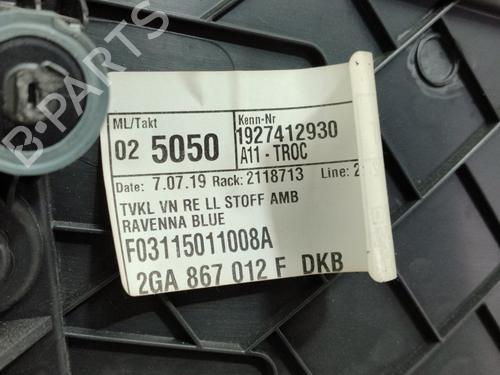 B-PARTS
ML/Takt
Kenn-Nr
02 5050
1927412930
A11 - TROC
Date: 7.07.19 Rack: 2118713 Line: 2
TVKL VN RE LL STOFF AMB
RAVENNA BLUE
F03115011008A
2GA 867 012 F DKB